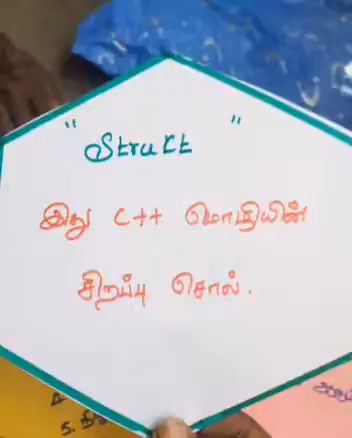 "Struct"
இது C++ மொழியின்
சிறப்பு சொல்.